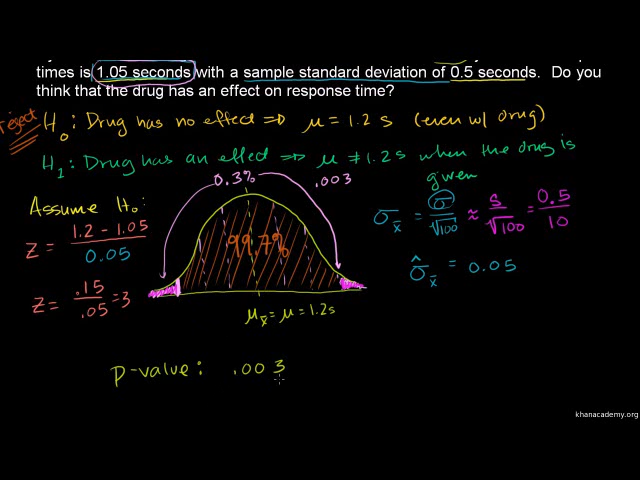 times is 1.05 seconds with a sample standard deviation of 0.5 seconds. Do you
think that the drug has an effect on response time?
reject H₀: Drug has no effect ⇒ μ = 1.2 s (even w/ drug)
H₁: Drug has an effect ⇒ μ ≠ 1.2 s when the drug is
given
0.3%
.003
Assume H₀:
Z = (1.2 - 1.05) / 0.05
99.7%
σ_x̄ = σ/√100 ≈ s/√100 = 0.5/10
σ̂_x̄ = 0.05
Z = .15/.05 = 3
μ_x̄ = μ = 1.2s
p-value: .003
khanacademy.org